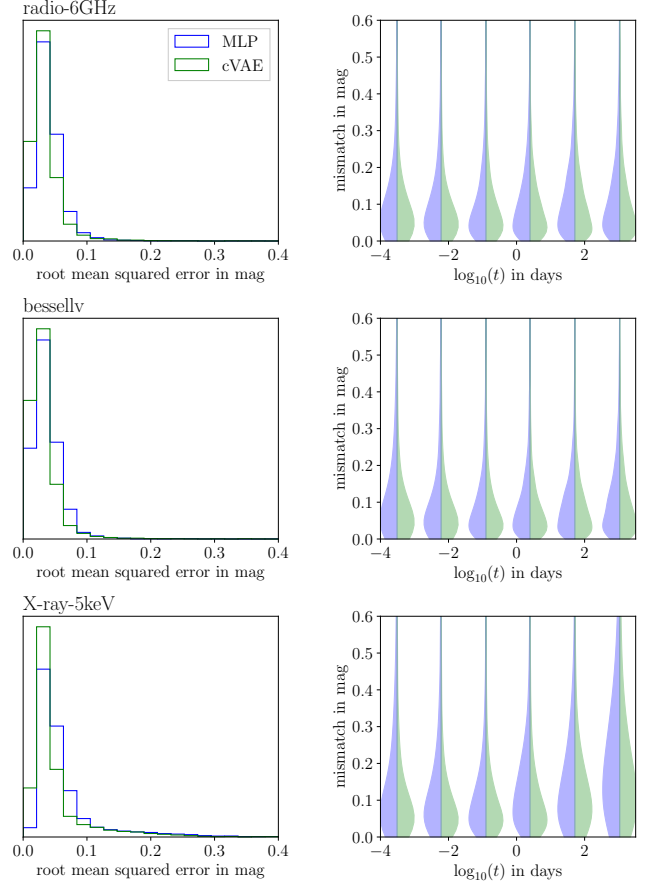 radio-6GHz
MLP
cVAE
0.0 0.1 0.2 0.3 0.4
root mean squared error in mag
0.6
0.5
0.4
0.3
0.2
0.1
0.0
mismatch in mag
−4 −2 0 2
log10(t) in days
bessellv
0.0 0.1 0.2 0.3 0.4
root mean squared error in mag
0.6
0.5
0.4
0.3
0.2
0.1
0.0
mismatch in mag
−4 −2 0 2
log10(t) in days
X-ray-5keV
0.0 0.1 0.2 0.3 0.4
root mean squared error in mag
0.6
0.5
0.4
0.3
0.2
0.1
0.0
mismatch in mag
−4 −2 0 2
log10(t) in days